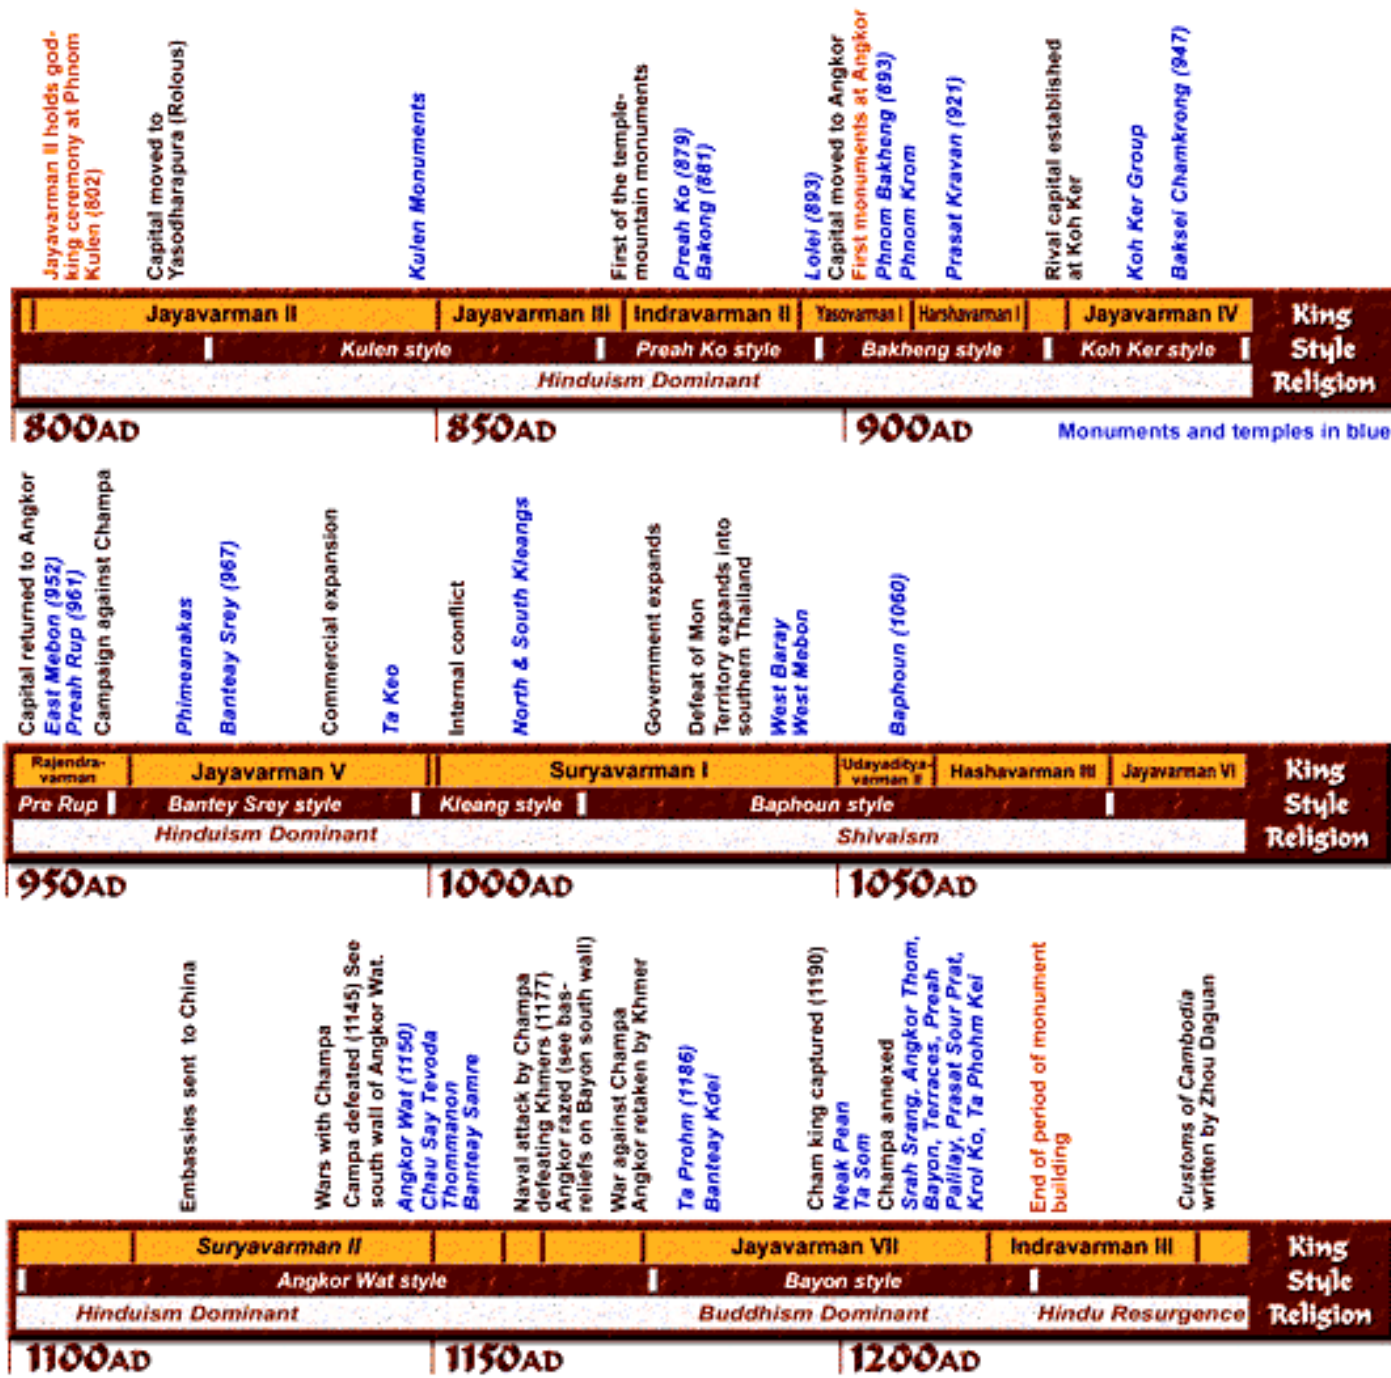 Jayavarman II holds god-
king ceremony at Phnom
Kulen (802)
Capital moved to
Yasodharapura (Rolous)
Kulen Monuments
First of the temple-
mountain monuments
Preah Ko (879)
Bakong (881)
Lolei (893)
Capital moved to Angkor
First monuments at Angkor
Phnom Bakheng (893)
Phnom Krom
Prasat Kravan (921)
Rival capital established
at Koh Ker
Koh Ker Group
Baksei Chamkrong (947)
Jayavarman II Jayavarman III Indravarman II Yasovarman I Harshavarman I Jayavarman IV King
Kulen style Preah Ko style Bakheng style Koh Ker style Style
Hinduism Dominant Religion
800AD 850AD 900AD
Monuments and temples in blue
Capital returned to Angkor
East Mebon (952)
Preah Rup (961)
Campaign against Champa
Phimeanakas
Banteay Srey (967)
Commercial expansion
Ta Keo
Internal conflict
North & South Kleangs
Government expands
Defeat of Mon
Territory expands into
southern Thailand
West Baray
West Mebon
Baphoun (1060)
Rajendra-
varman
Jayavarman V Suryavarman I
Udayaditya-
varman II
Hashavarman III Jayavarman VI King
Pre Rup Bantey Srey style Kleang style Baphoun style Style
Hinduism Dominant Shivaism Religion
950AD 1000AD 1050AD
Embassies sent to China
Wars with Champa
Campa defeated (1145) See
south wall of Angkor Wat.
Angkor Wat (1150)
Chau Say Tevoda
Thommanon
Banteay Samre
Naval attack by Champa
defeating Khmers (1177)
Angkor razed (see bas-
reliefs on Bayon south wall)
War against Champa
Angkor retaken by Khmer
Ta Prohm (1186)
Banteay Kdei
Cham king captured (1190)
Neak Pean
Ta Som
Champa annexed
Srah Srang, Angkor Thom,
Bayon, Terraces, Preah
Palilay, Prasat Sour Prat,
Krol Ko, Ta Phohm Kei
End of period of monument
building
Customs of Cambodia
written by Zhou Daguan
Suryavarman II Jayavarman VII Indravarman III King
Angkor Wat style Bayon style Style
Hinduism Dominant Buddhism Dominant Hindu Resurgence Religion
1100AD 1150AD 1200AD